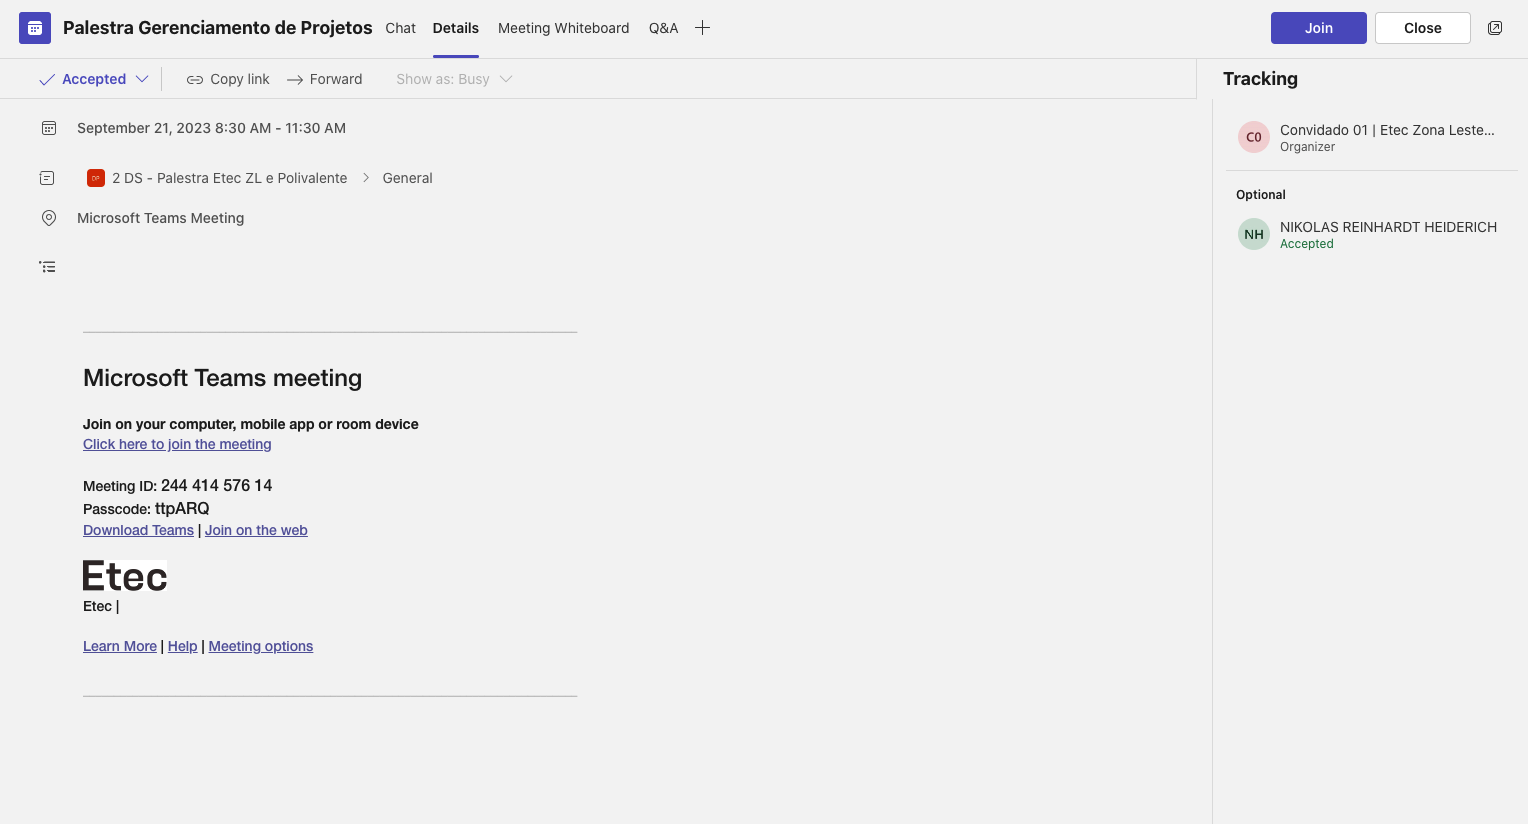 Palestra Gerenciamento de Projetos Chat Details Meeting Whiteboard Q&A Join Close
Accepted Copy link Forward Show as: Busy
Tracking
September 21, 2023 8:30 AM - 11:30 AM
DP 2 DS - Palestra Etec ZL e Polivalente General
Microsoft Teams Meeting
C0 Convidado 01 | Etec Zona Leste...
Organizer
Optional
NH NIKOLAS REINHARDT HEIDERICH
Accepted
Microsoft Teams meeting
Join on your computer, mobile app or room device
Click here to join the meeting
Meeting ID: 244 414 576 14
Passcode: ttpARQ
Download Teams | Join on the web
Etec
Etec |
Learn More | Help | Meeting options